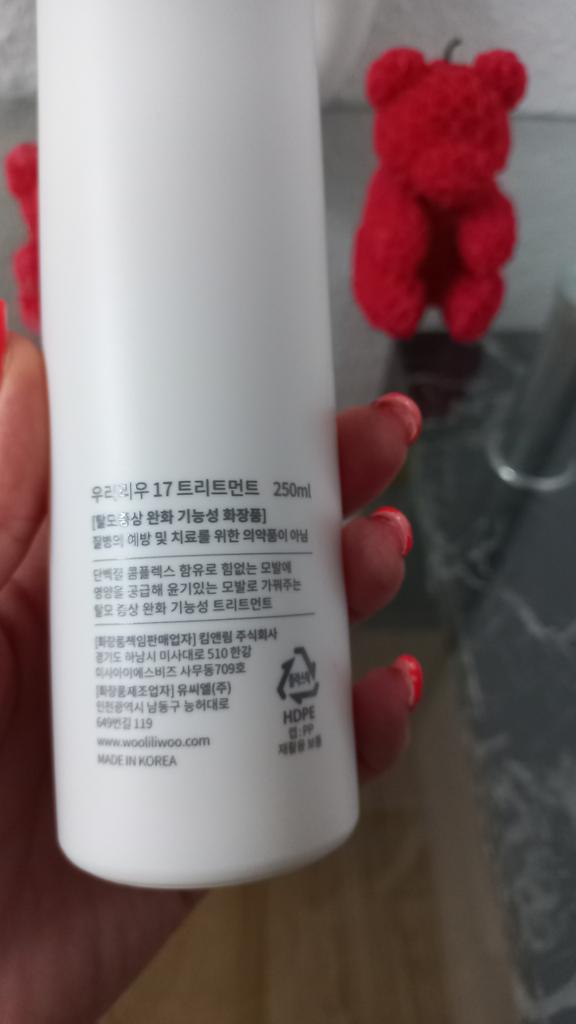 우리리우 17 트리트먼트 250ml
[탈모증상 완화 기능성 화장품]
질병의 예방 및 치료를 위한 의약품이 아님
단백질 콤플렉스 함유로 힘없는 모발에
영양을 공급해 윤기있는 모발로 가꿔주는
탈모 증상 완화 기능성 트리트먼트
[화장품책임판매업자] 킴앤림 주식회사
경기도 하남시 미사대로 510 한강
미사아이에스비즈 사무동709호
[화장품제조업자] 유씨엘(주)
인천광역시 남동구 능허대로
649번길 119
www.wooliliwoo.com
MADE IN KOREA
플라스틱
HDPE
캡:PP
재활용